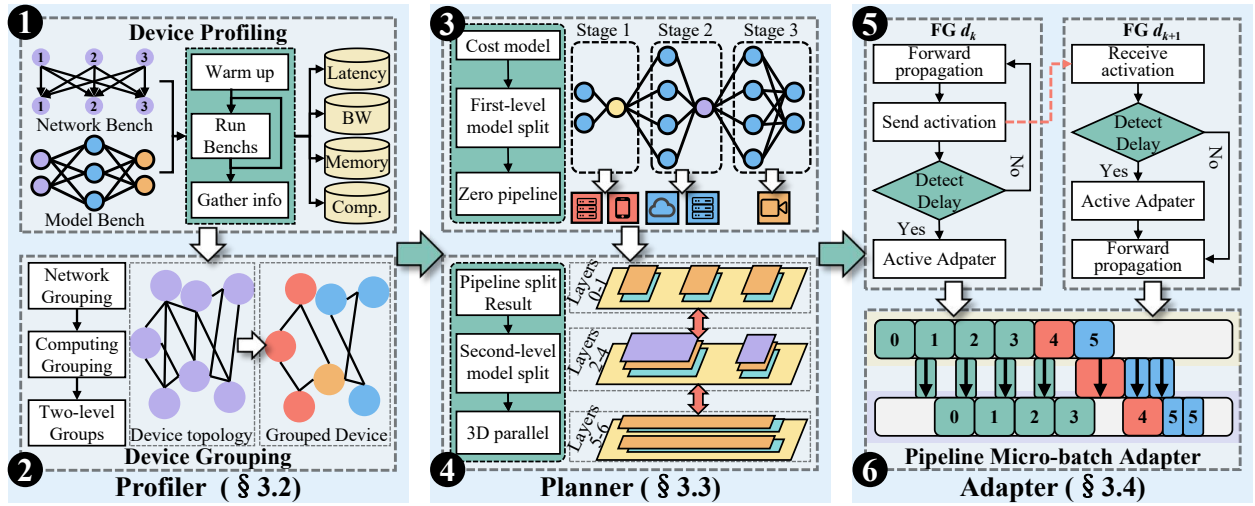 1
Device Profiling
1 2 3
1 2 3
Network Bench
Model Bench
Warm up
Run
Benchs
Gather info
Latency
BW
Memory
Comp.
Network
Grouping
Computing
Grouping
Two-level
Groups
Device topology
Grouped Device
Device Grouping
2
Profiler ( § 3.2)
3
Cost model
First-level
model split
Zero pipeline
Stage 1
Stage 2
Stage 3
Pipeline split
Result
Second-level
model split
3D parallel
Layers
0-1
Layers
2-4
Layers
5-6
4
Planner ( § 3.3)
5
FG dk
Forward
propagation
Send activation
Detect
Delay
No
Yes
Active Adpater
FG dk+1
Receive
activation
Detect
Delay
No
Yes
Active Adpater
Forward
propagation
0 1 2 3 4 5
0 1 2 3 4 5 5
Pipeline Micro-batch Adapter
6
Adapter ( § 3.4)